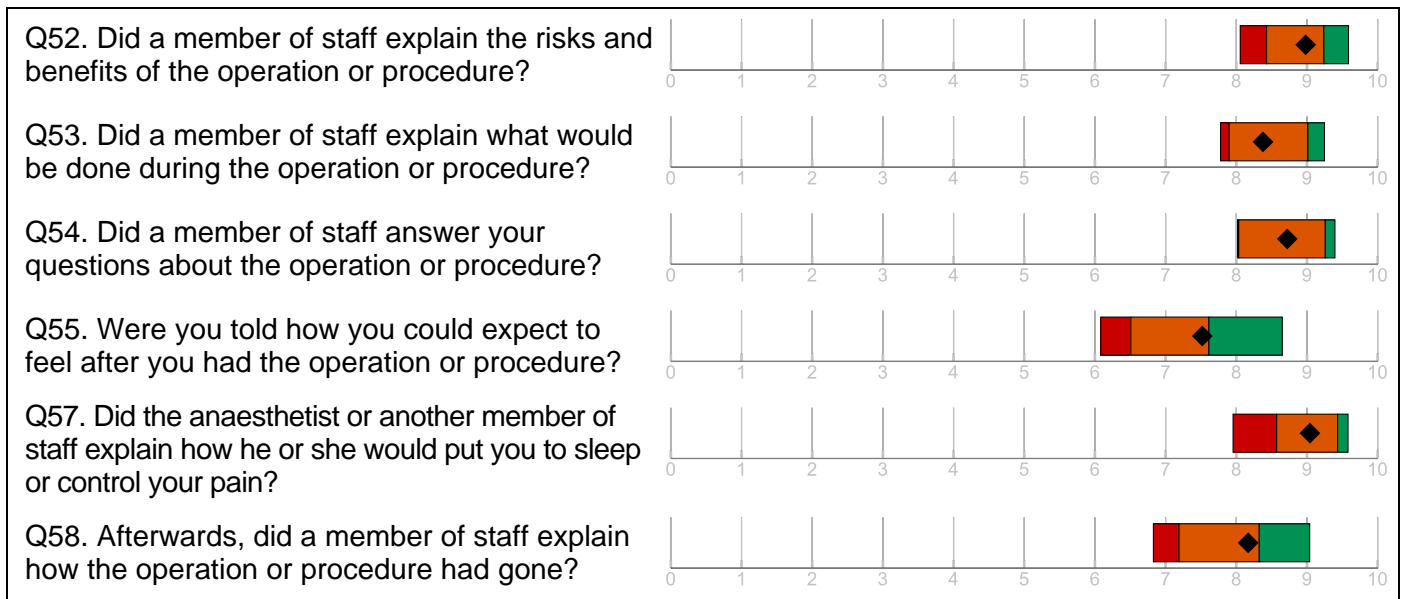 Q52. Did a member of staff explain the risks and
benefits of the operation or procedure?
0 1 2 3 4 5 6 7 8 9 10
Q53. Did a member of staff explain what would
be done during the operation or procedure?
0 1 2 3 4 5 6 7 8 9 10
Q54. Did a member of staff answer your
questions about the operation or procedure?
0 1 2 3 4 5 6 7 8 9 10
Q55. Were you told how you could expect to
feel after you had the operation or procedure?
0 1 2 3 4 5 6 7 8 9 10
Q57. Did the anaesthetist or another member of
staff explain how he or she would put you to sleep
or control your pain?
0 1 2 3 4 5 6 7 8 9 10
Q58. Afterwards, did a member of staff explain
how the operation or procedure had gone?
0 1 2 3 4 5 6 7 8 9 10